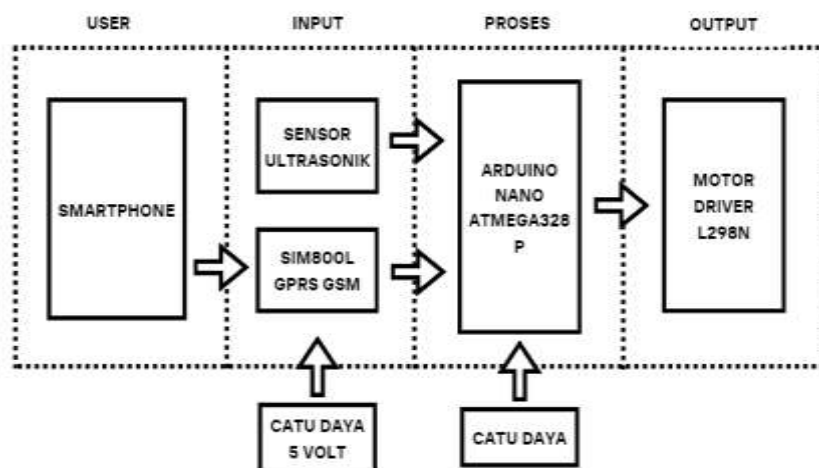 USER
INPUT
PROSES
OUTPUT
SMARTPHONE
SENSOR
ULTRASONIK
SIM800L
GPRS GSM
ARDUINO
NANO
ATMEGA328
P
MOTOR
DRIVER
L298N
CATU DAYA
5 VOLT
CATU DAYA